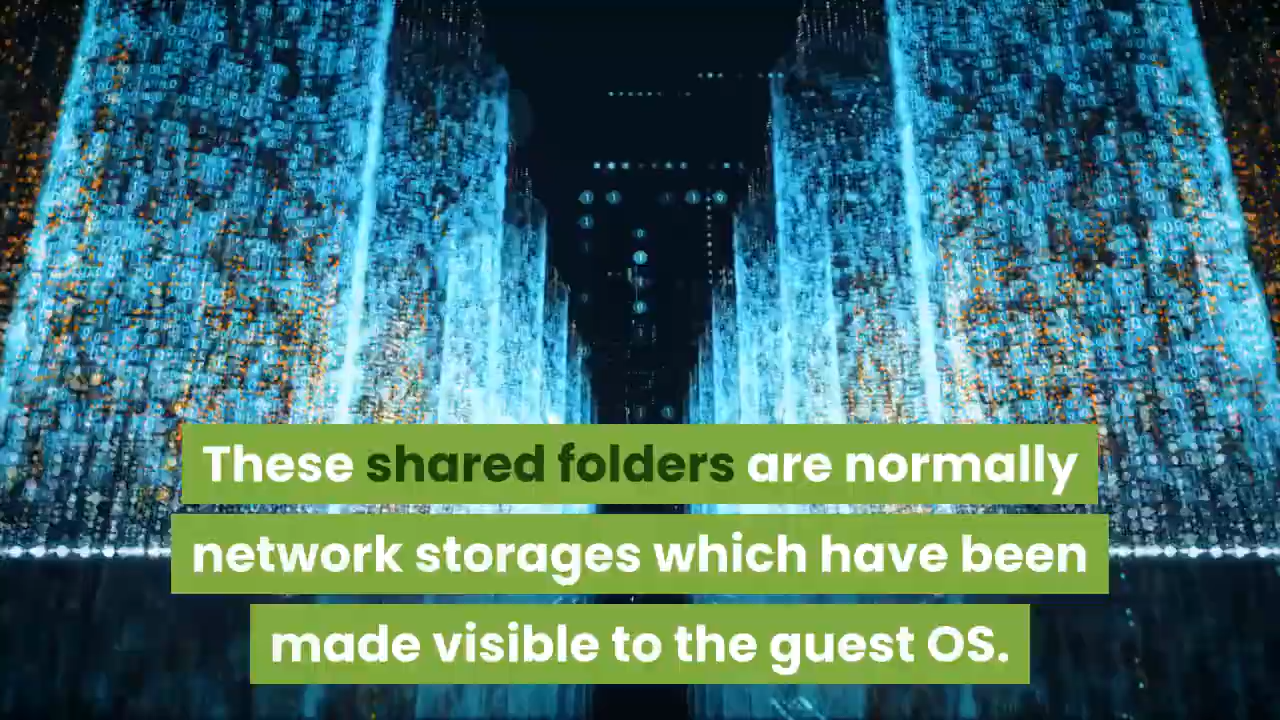 These shared folders are normally
network storages which have been
made visible to the guest OS.